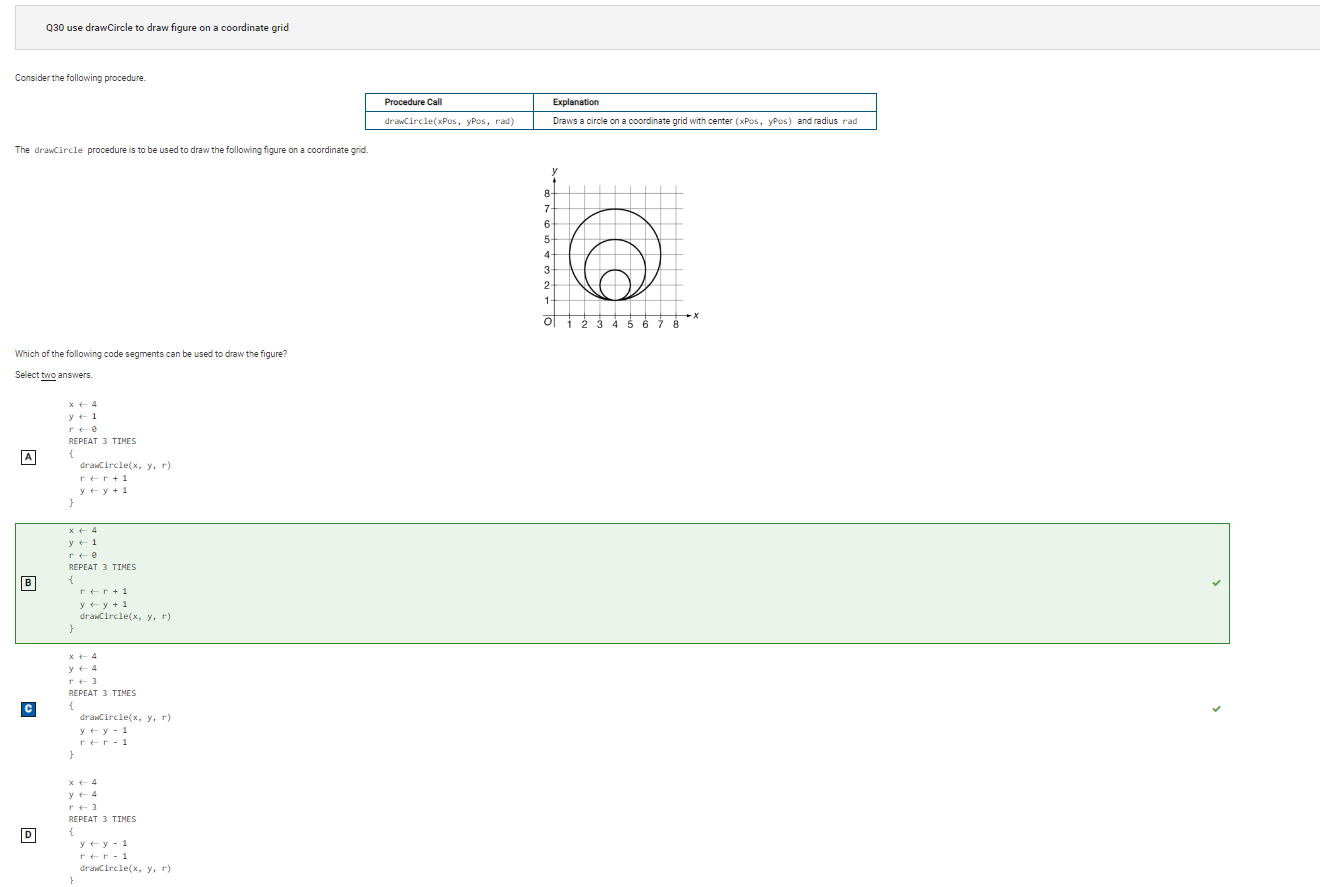 Q30 use drawCircle to draw figure on a coordinate grid
Consider the following procedure.
Procedure Call Explanation
drawCircle(xPos, yPos, rad) Draws a circle on a coordinate grid with center (xPos, yPos) and radius rad
The drawCircle procedure is to be used to draw the following figure on a coordinate grid.
y
8
7
6
5
4
3
2
1
x
O 1 2 3 4 5 6 7 8
Which of the following code segments can be used to draw the figure?
Select two answers.
A
x ← 4
y ← 1
r ← 0
REPEAT 3 TIMES
{
drawCircle(x, y, r)
r ← r + 1
y ← y + 1
}
B
x ← 4
y ← 1
r ← 0
REPEAT 3 TIMES
{
r ← r + 1
y ← y + 1
drawCircle(x, y, r)
}
C
x ← 4
y ← 4
r ← 3
REPEAT 3 TIMES
{
drawCircle(x, y, r)
y ← y - 1
r ← r - 1
}
D
x ← 4
y ← 4
r ← 3
REPEAT 3 TIMES
{
y ← y - 1
r ← r - 1
drawCircle(x, y, r)
}